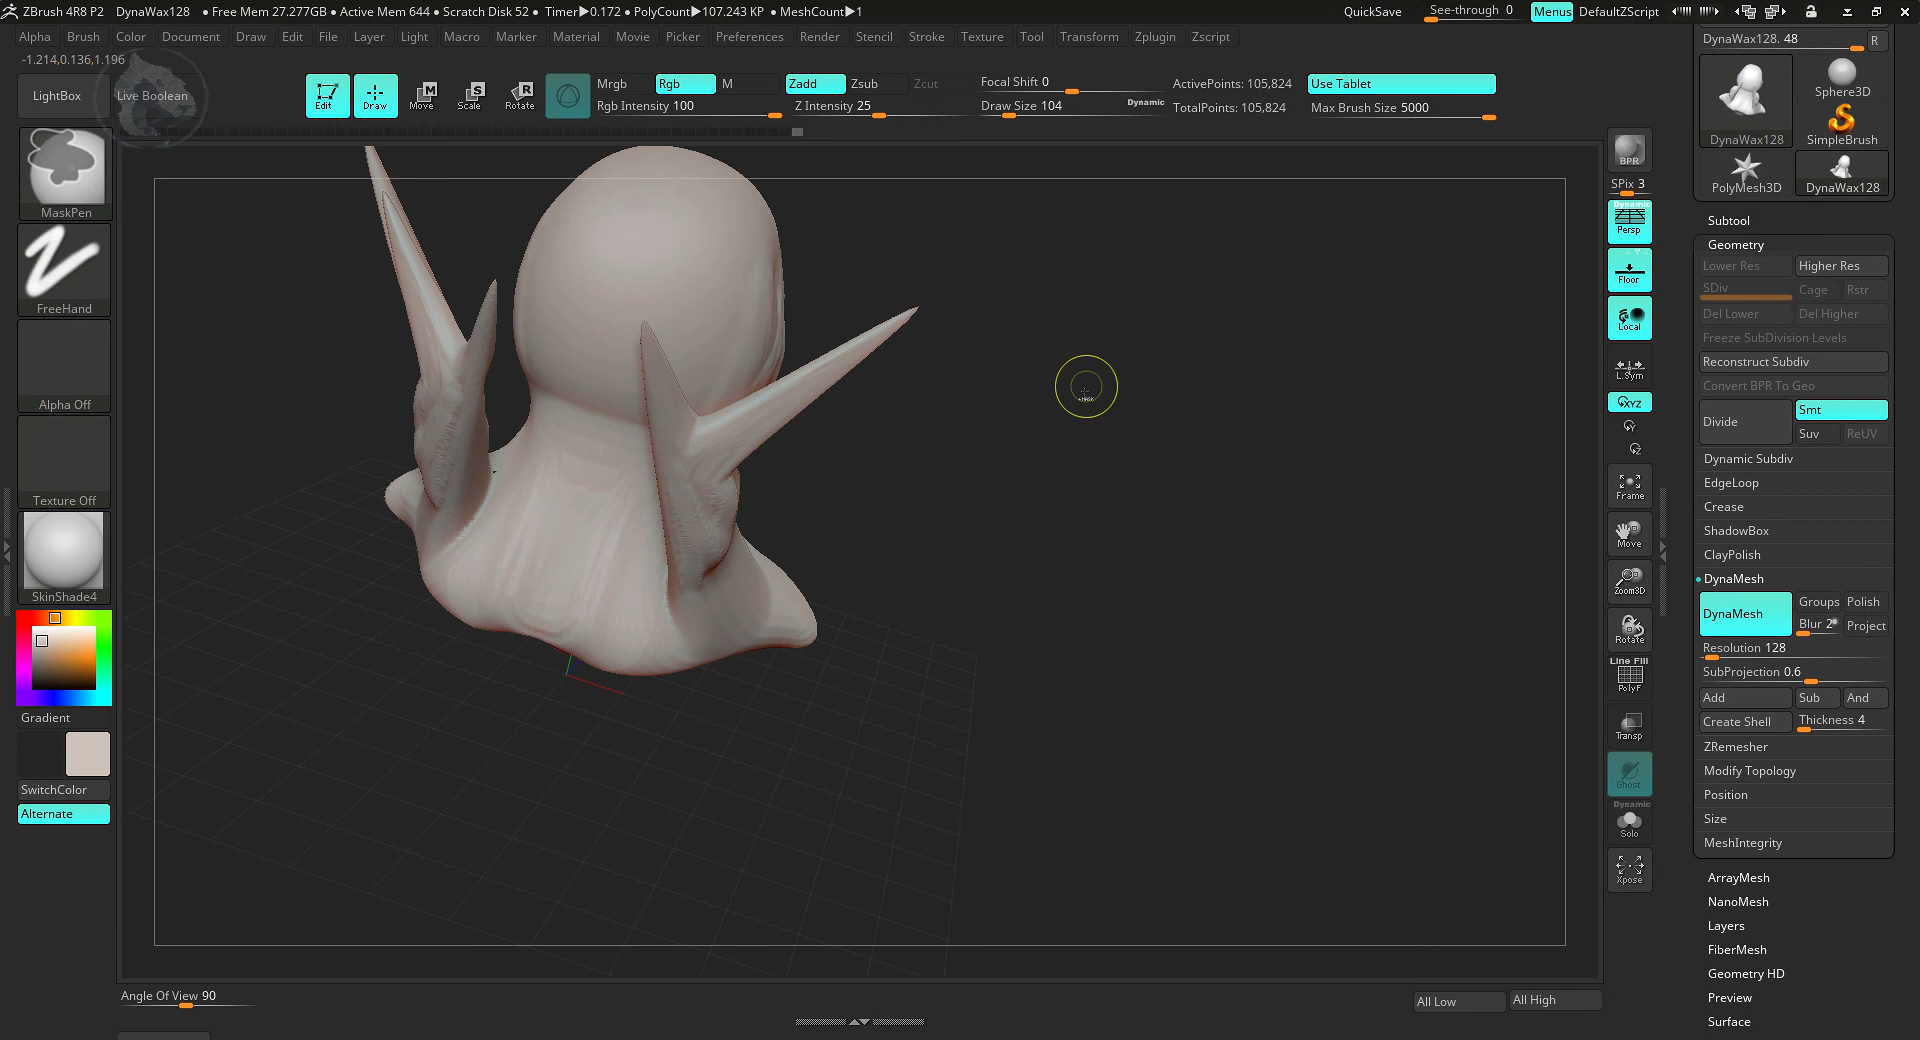 ZBrush 4R8 P2 DynaWax128 • Free Mem 27.277GB • Active Mem 644 • Scratch Disk 52 • Timer▶0.172 • PolyCount▶107.243 KP • MeshCount▶1 QuickSave See-through 0 Menus DefaultZScript
Alpha Brush Color Document Draw Edit File Layer Light Macro Marker Material Movie Picker Preferences Render Stencil Stroke Texture Tool Transform Zplugin Zscript
-1.214,0.136,1.196
LightBox Live Boolean
Edit Draw Move Scale Rotate
Mrgb Rgb M Zadd Zsub Zcut
Rgb Intensity 100 Z Intensity 25
Focal Shift 0
Draw Size 104 Dynamic
ActivePoints: 105,824
TotalPoints: 105,824
Use Tablet
Max Brush Size 5000
MaskPen
FreeHand
Alpha Off
Texture Off
SkinShade4
Gradient
SwitchColor
Alternate
BPR
SPix 3
Dynamic
Persp
Floor
Local
L.Sym
XYZ
Y
Z
Frame
Move
Zoom3D
Rotate
Line Fill
PolyF
Transp
Ghost
Dynamic
Solo
Xpose
DynaWax128. 48 R
Sphere3D
DynaWax128 SimpleBrush
PolyMesh3D DynaWax128
Subtool
Geometry
Lower Res Higher Res
SDiv Cage Rstr
Del Lower Del Higher
Freeze SubDivision Levels
Reconstruct Subdiv
Convert BPR To Geo
Divide Smt
Suv ReUV
Dynamic Subdiv
EdgeLoop
Crease
ShadowBox
ClayPolish
DynaMesh
DynaMesh Groups Polish
Blur 2 Project
Resolution 128
SubProjection 0.6
Add Sub And
Create Shell Thickness 4
ZRemesher
Modify Topology
Position
Size
MeshIntegrity
ArrayMesh
NanoMesh
Layers
FiberMesh
Geometry HD
Preview
Surface
Angle Of View 90
All Low All High